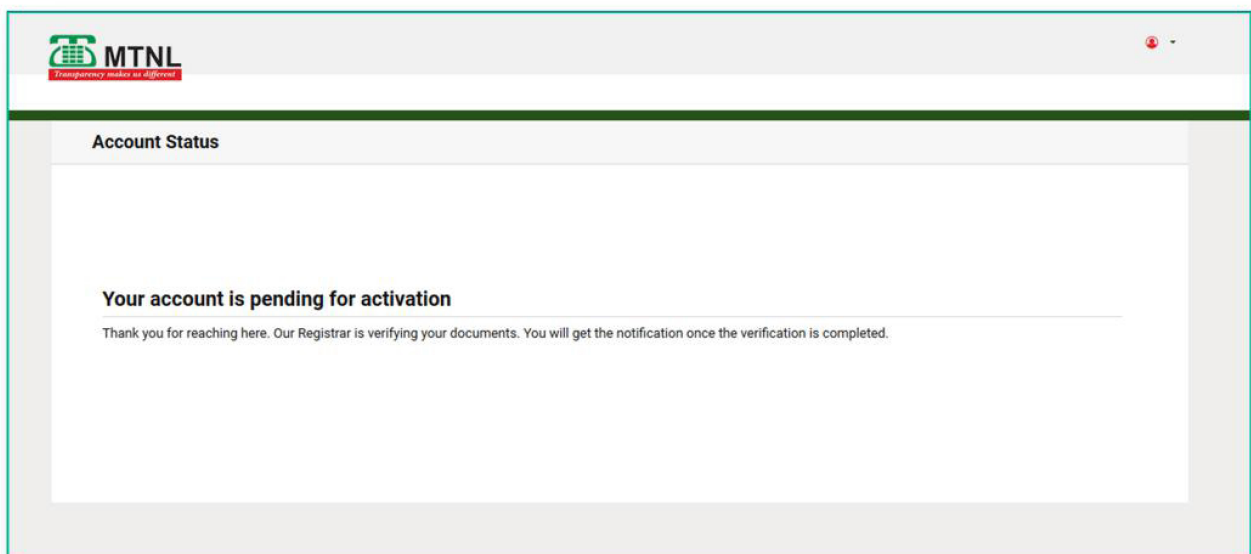 MTNL
Transparency makes us different
Account Status
Your account is pending for activation
Thank you for reaching here. Our Registrar is verifying your documents. You will get the notification once the verification is completed.